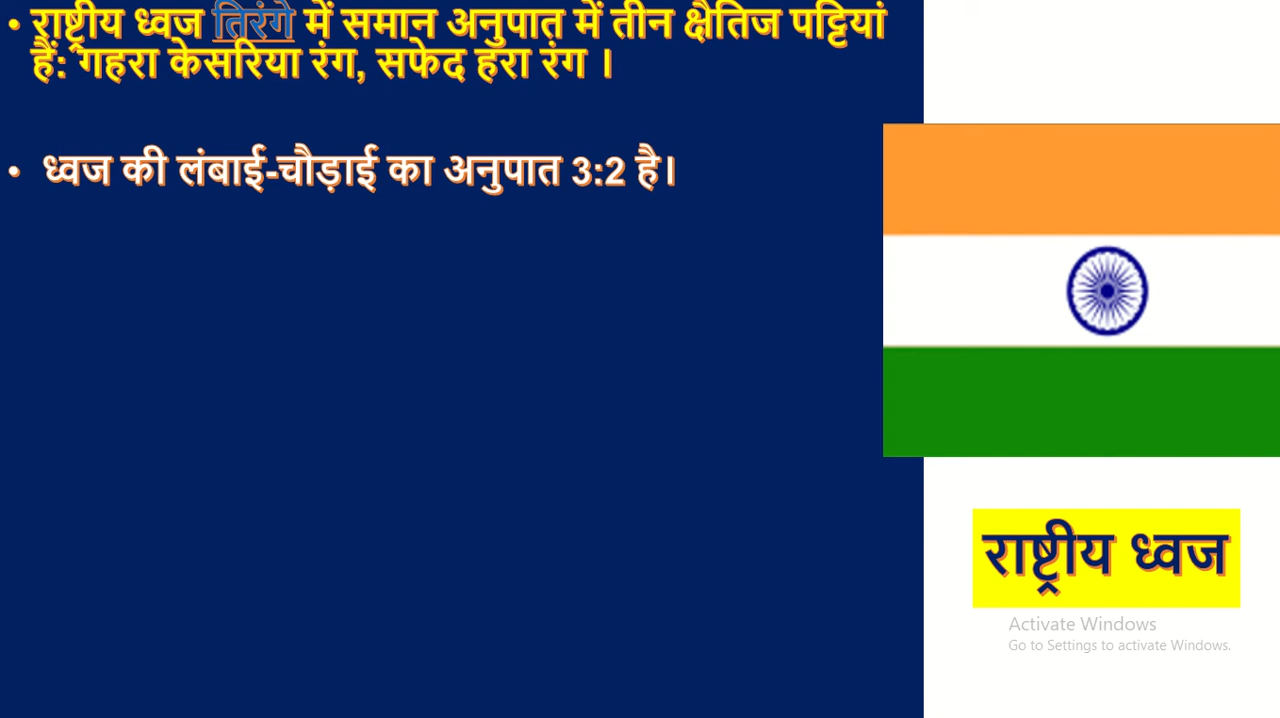 • राष्ट्रीय ध्वज तिरंगे में समान अनुपात में तीन क्षैतिज पट्टियां
हैं: गहरा केसरिया रंग, सफेद हरा रंग ।
• ध्वज की लंबाई-चौड़ाई का अनुपात 3:2 है।
राष्ट्रीय ध्वज
Activate Windows
Go to Settings to activate Windows.